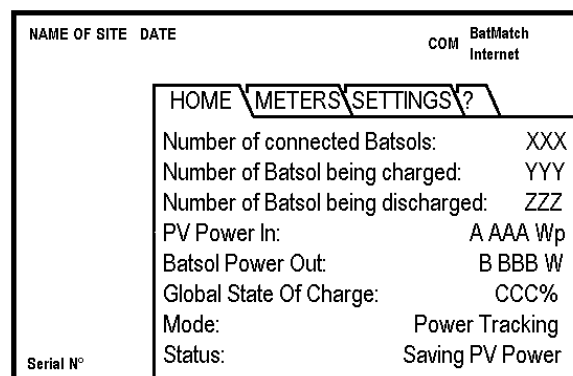 NAME OF SITE DATE
COM BatMatch
Internet
HOME METERS SETTINGS ?
Number of connected Batsols: XXX
Number of Batsol being charged: YYY
Number of Batsol being discharged: ZZZ
PV Power In: A AAA Wp
Batsol Power Out: B BBB W
Global State Of Charge: CCC%
Mode: Power Tracking
Status: Saving PV Power
Serial N°